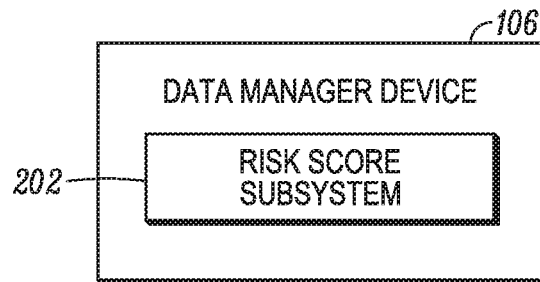 106
DATA MANAGER DEVICE
RISK SCORE
202
SUBSYSTEM